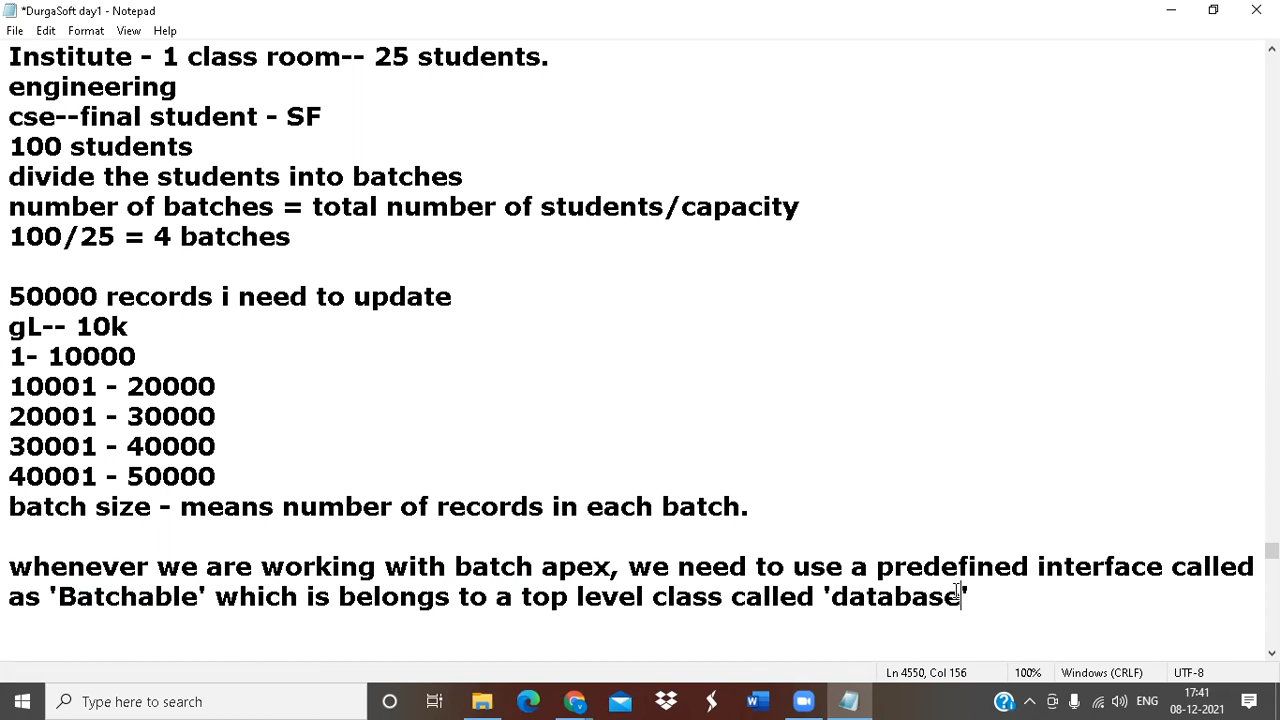 *DurgaSoft day1 - Notepad
File Edit Format View Help
Institute - 1 class room-- 25 students.
engineering
cse--final student - SF
100 students
divide the students into batches
number of batches = total number of students/capacity
100/25 = 4 batches
50000 records i need to update
gL-- 10k
1- 10000
10001 - 20000
20001 - 30000
30001 - 40000
40001 - 50000
batch size - means number of records in each batch.
whenever we are working with batch apex, we need to use a predefined interface called
as 'Batchable' which is belongs to a top level class called 'database'
Ln 4550, Col 156 100% Windows (CRLF) UTF-8
Type here to search ENG 17:41
08-12-2021